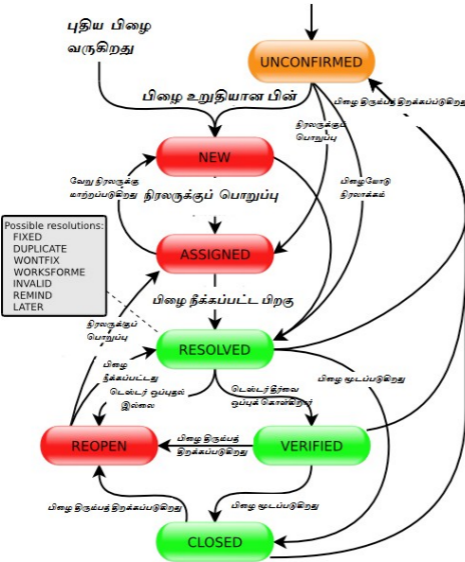 புதிய பிழை
வருகிறது
UNCONFIRMED
பிழை உறுதியான பின்
பிழை திரும்பத் திறக்கப்படுகிறது
நிரலருக்குப்
பொறுப்பு
NEW
வேறு நிரலருக்கு
மாற்றப்படுகிறது
நிரலருக்குப் பொறுப்பு
பிழையோடு
நிரலாக்கம்
Possible resolutions:
FIXED
DUPLICATE
WONTFIX
WORKSFORME
INVALID
REMIND
LATER
ASSIGNED
பிழை நீக்கப்பட்ட பிறகு
நிரலருக்குப்
பொறுப்பு
RESOLVED
பிழை
நீக்கப்பட்டது
டெஸ்டர் ஒப்புதல்
இல்லை
டெஸ்டர் தீர்வை
ஒப்புக் கொள்கிறார்
பிழை மூடப்படுகிறது
REOPEN
பிழை திரும்பத்
திறக்கப்படுகிறது
VERIFIED
பிழை திரும்பத் திறக்கப்படுகிறது
பிழை மூடப்படுகிறது
CLOSED